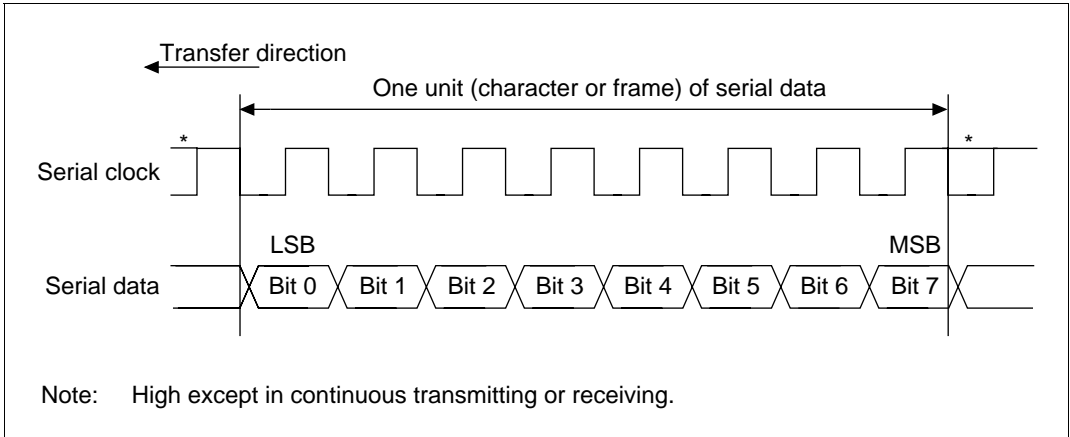 Transfer direction
One unit (character or frame) of serial data
* *
Serial clock
LSB MSB
Serial data Bit 0 Bit 1 Bit 2 Bit 3 Bit 4 Bit 5 Bit 6 Bit 7
Note: High except in continuous transmitting or receiving.